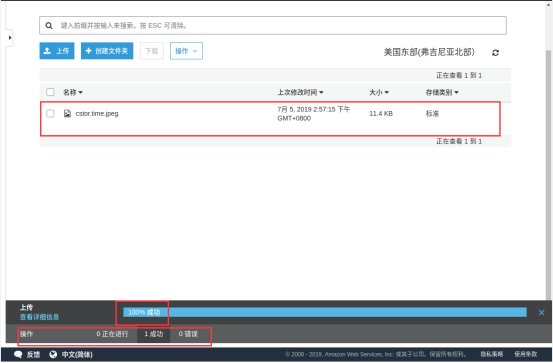 键入前缀并按输入来搜索。按 ESC 可清除。
上传 创建文件夹 下载 操作
美国东部(弗吉尼亚北部)
正在查看 1 到 1
名称 上次修改时间 大小 存储类别
cstor.time.jpeg 7月 5, 2019 2:57:15 下午 GMT+0800 11.4 KB 标准
正在查看 1 到 1
上传
查看详细信息
100% 成功
操作 0 正在进行 1 成功 0 错误
反馈 中文(简体) © 2008 - 2019, Amazon Web Services, Inc. 或其子公司。保留所有权利。 隐私策略 使用条款